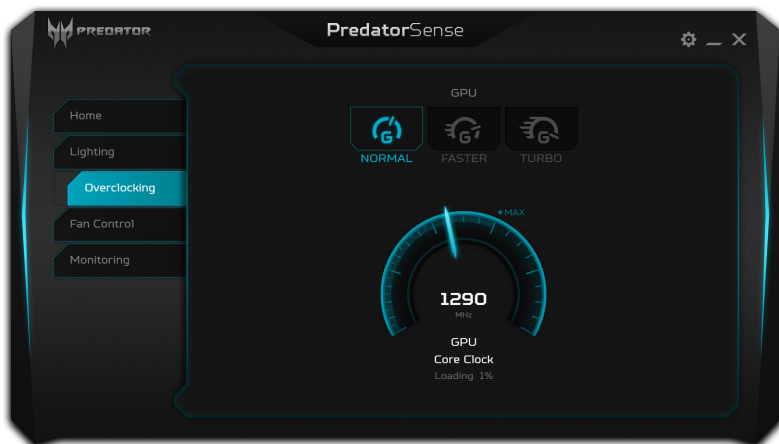 PREDATOR
PredatorSense
Home
Lighting
Overclocking
Fan Control
Monitoring
GPU
G G G
NORMAL FASTER TURBO
MAX
1290
MHz
GPU
Core Clock
Loading 1%